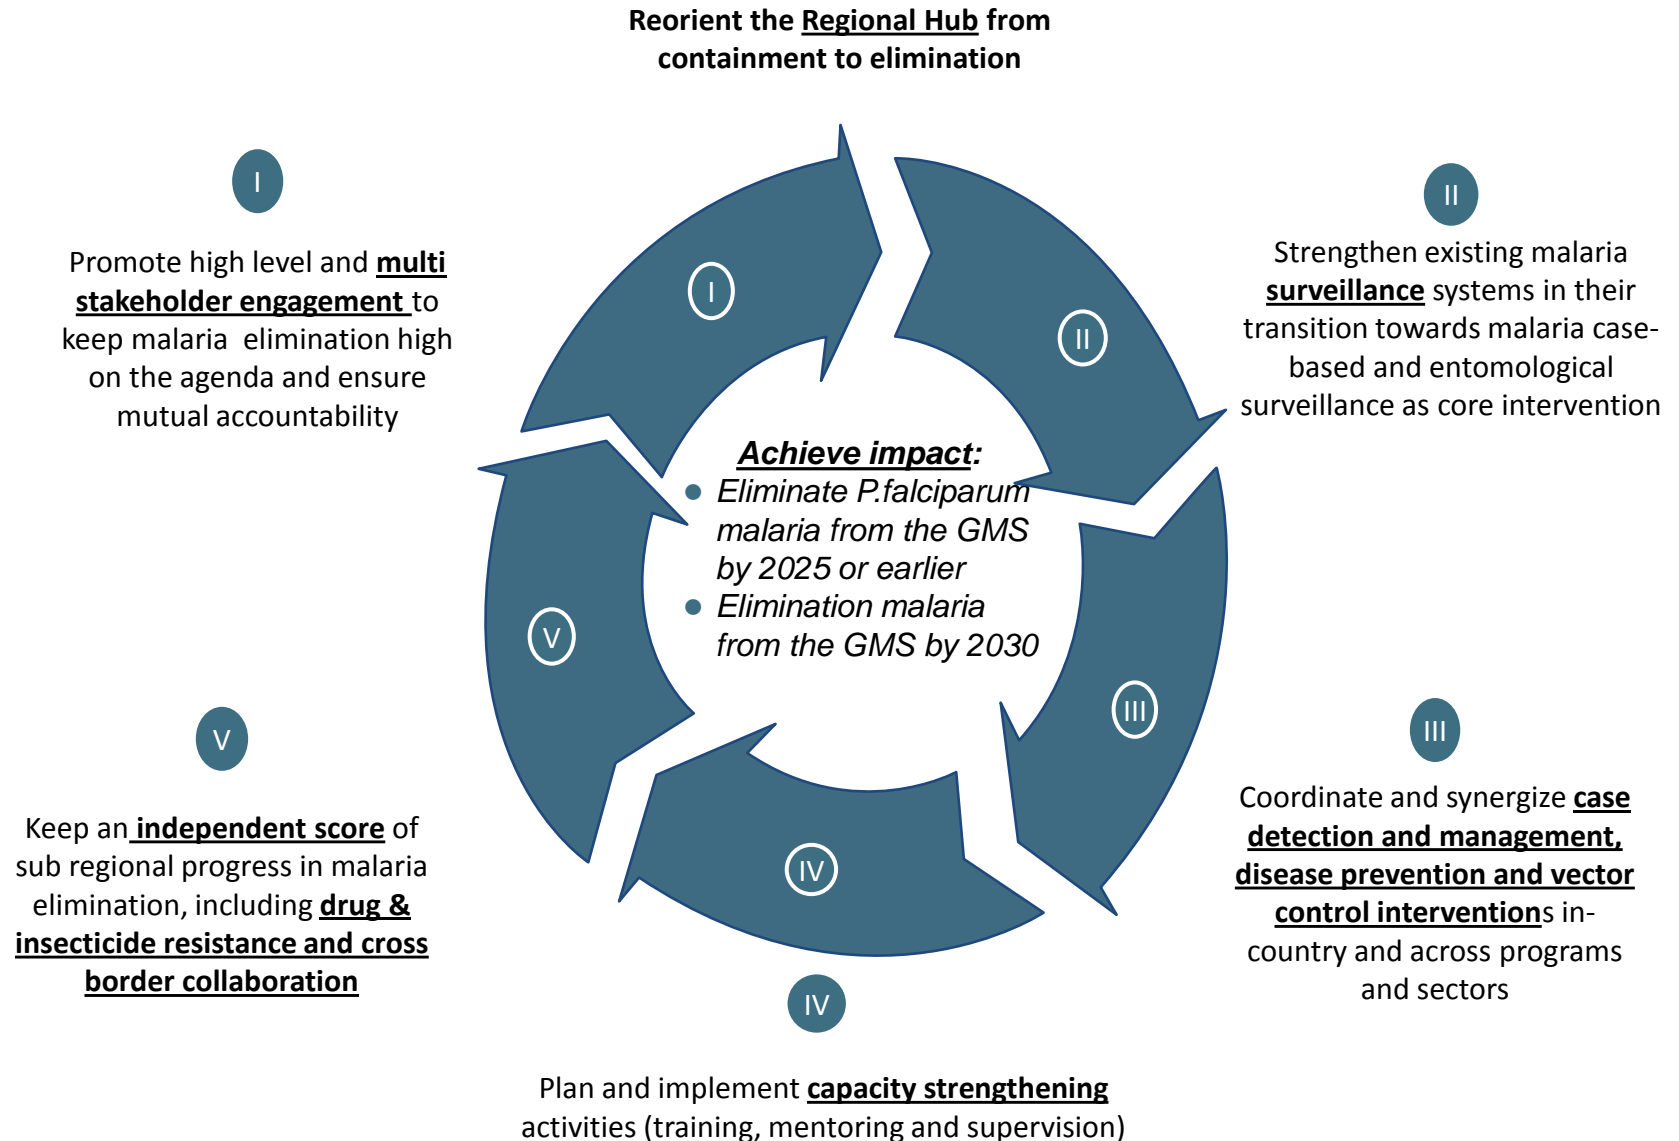 Reorient the Regional Hub from
containment to elimination
I
Promote high level and multi
stakeholder engagement to
keep malaria  elimination high
on the agenda and ensure
mutual accountability
II
Strengthen existing malaria
surveillance systems in their
transition towards malaria case-
based and entomological
surveillance as core intervention
I
II
III
IV
V
Achieve impact:
● Eliminate P.falciparum
malaria from the GMS
by 2025 or earlier
● Elimination malaria
from the GMS by 2030
III
Coordinate and synergize case
detection and management,
disease prevention and vector
control interventions in-
country and across programs
and sectors
IV
Plan and implement capacity strengthening
activities (training, mentoring and supervision)
V
Keep an independent score of
sub regional progress in malaria
elimination, including drug &
insecticide resistance and cross
border collaboration